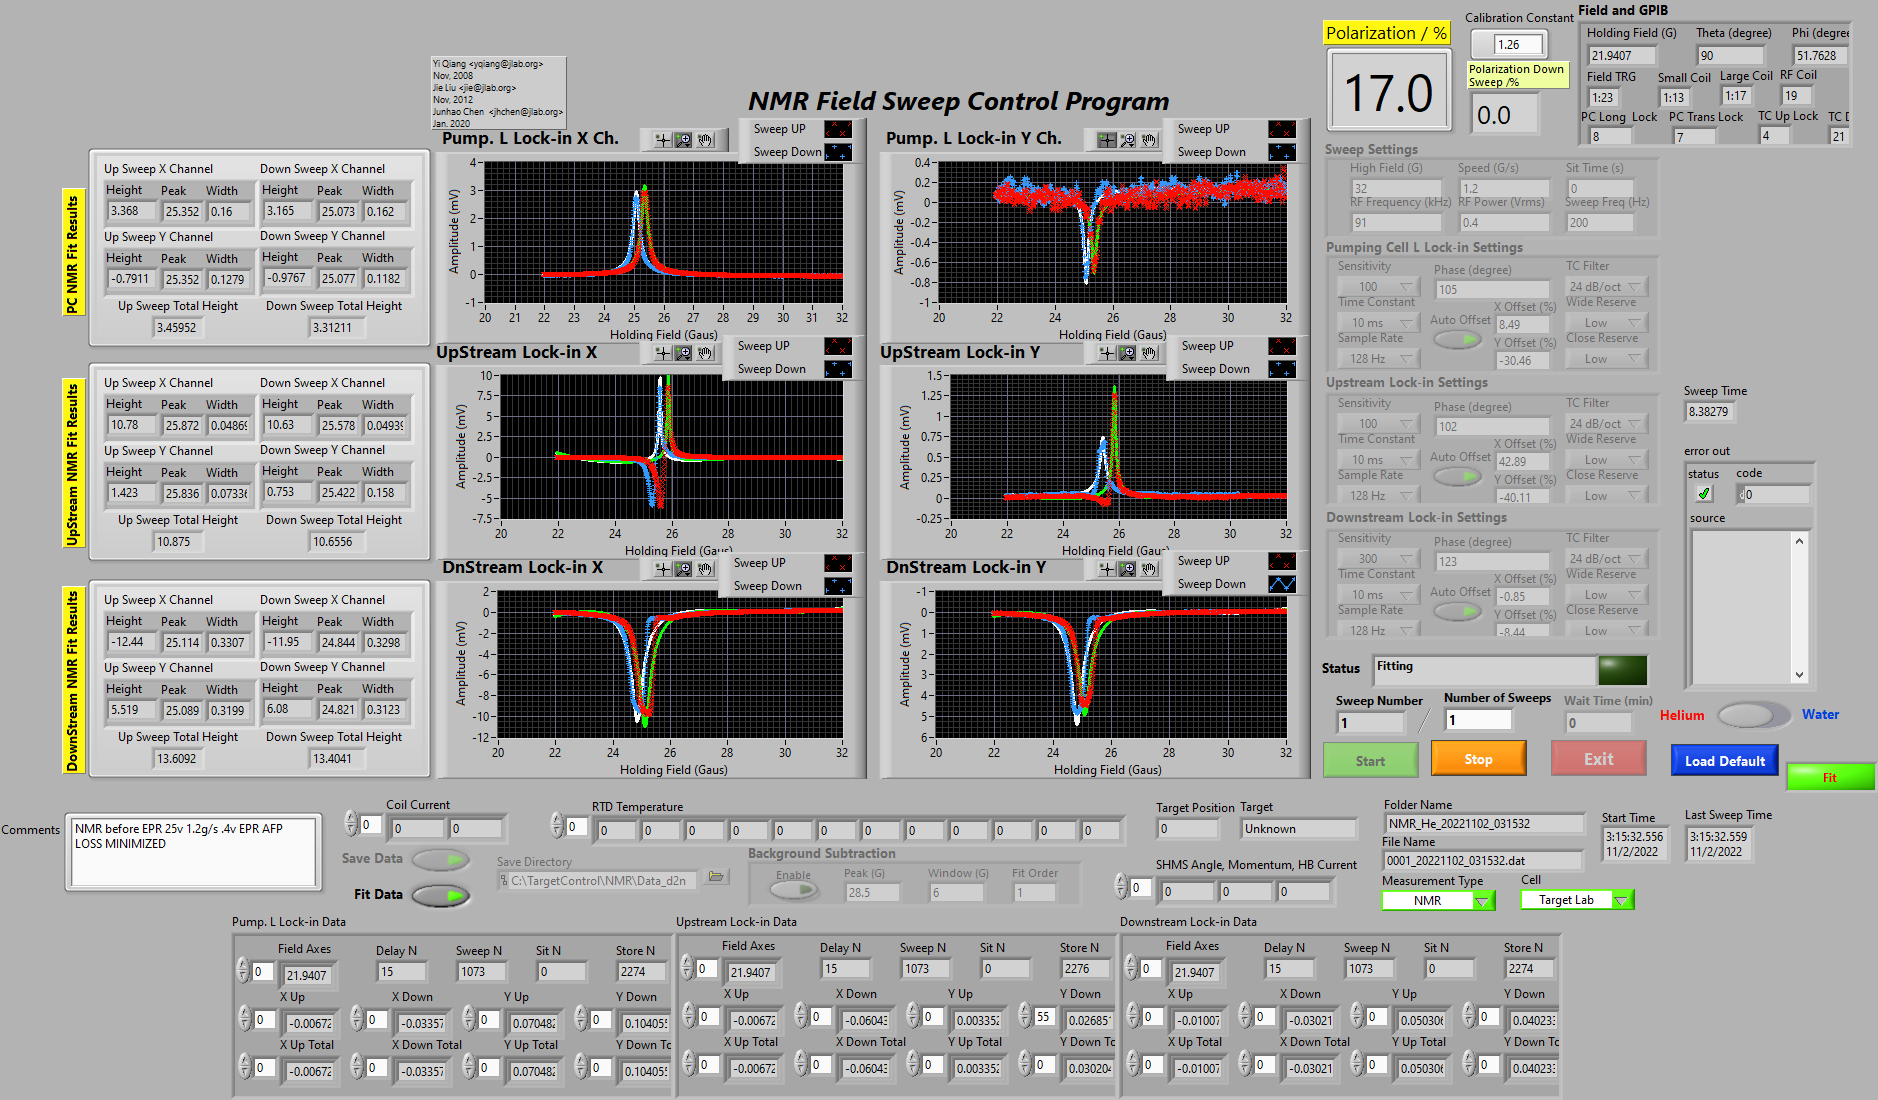 Yi Qiang <yqiang@jlab.org>
Nov, 2008
Jie Liu <jie@jlab.org>
Nov, 2012
Junhao Chen <jhchen@jlab.org>
Jan. 2020
NMR Field Sweep Control Program
Polarization / %
17.0
Calibration Constant
1.26
Polarization Down
Sweep /%
0.0
Field and GPIB
Holding Field (G) Theta (degree) Phi (degree
21.9407 90 51.7628
Field TRG Small Coil Large Coil RF Coil
1:23 1:13 1:17 19
PC Long Lock PC Trans Lock TC Up Lock TC D
8 7 4 21
PC NMR Fit Results
Up Sweep X Channel Down Sweep X Channel
Height Peak Width Height Peak Width
3.368 25.352 0.16 3.165 25.073 0.162
Up Sweep Y Channel Down Sweep Y Channel
Height Peak Width Height Peak Width
-0.7911 25.352 0.1279 -0.9767 25.077 0.1182
Up Sweep Total Height Down Sweep Total Height
3.45952 3.31211
UpStream NMR Fit Results
Up Sweep X Channel Down Sweep X Channel
Height Peak Width Height Peak Width
10.78 25.872 0.04869 10.63 25.578 0.04939
Up Sweep Y Channel Down Sweep Y Channel
Height Peak Width Height Peak Width
1.423 25.836 0.07336 0.753 25.422 0.158
Up Sweep Total Height Down Sweep Total Height
10.875 10.6556
DownStream NMR Fit Results
Up Sweep X Channel Down Sweep X Channel
Height Peak Width Height Peak Width
-12.44 25.114 0.3307 -11.95 24.844 0.3298
Up Sweep Y Channel Down Sweep Y Channel
Height Peak Width Height Peak Width
5.519 25.089 0.3199 6.08 24.821 0.3123
Up Sweep Total Height Down Sweep Total Height
13.6092 13.4041
Pump. L Lock-in X Ch.
Sweep UP
Sweep Down
Amplitude (mV)
4
3
2
1
0
-1
20 21 22 23 24 25 26 27 28 29 30 31 32
Holding Field (Gaus)
Pump. L Lock-in Y Ch.
Sweep UP
Sweep Down
Amplitude (mV)
0.4
0.2
0
-0.2
-0.4
-0.6
-0.8
-1
20 22 24 26 28 30 32
Holding Field (Gaus)
UpStream Lock-in X
Sweep UP
Sweep Down
Amplitude (mV)
10
7.5
5
2.5
0
-2.5
-5
-7.5
20 22 24 26 28 30 32
Holding Field (Gaus)
UpStream Lock-in Y
Sweep UP
Sweep Down
Amplitude (mV)
1.5
1.25
1
0.75
0.5
0.25
0
-0.25
20 22 24 26 28 30 32
Holding Field (Gaus)
DnStream Lock-in X
Sweep UP
Sweep Down
Amplitude (mV)
2
0
-2
-4
-6
-8
-10
-12
20 22 24 26 28 30 32
Holding Field (Gaus)
DnStream Lock-in Y
Sweep UP
Sweep Down
Amplitude (mV)
-1
0
1
2
3
4
5
6
20 22 24 26 28 30 32
Holding Field (Gaus)
Sweep Settings
High Field (G) Speed (G/s) Sit Time (s)
32 1.2 0
RF Frequency (kHz) RF Power (Vrms) Sweep Freq (Hz)
91 0.4 200
Pumping Cell L Lock-in Settings
Sensitivity Phase (degree) TC Filter
100 105 24 dB/oct
Time Constant X Offset (%) Wide Reserve
10 ms Auto Offset 8.49 Low
Sample Rate Y Offset (%) Close Reserve
128 Hz -30.46 Low
Upstream Lock-in Settings
Sensitivity Phase (degree) TC Filter
100 102 24 dB/oct
Time Constant X Offset (%) Wide Reserve
10 ms Auto Offset 42.89 Low
Sample Rate Y Offset (%) Close Reserve
128 Hz -40.11 Low
Downstream Lock-in Settings
Sensitivity Phase (degree) TC Filter
300 123 24 dB/oct
Time Constant X Offset (%) Wide Reserve
10 ms Auto Offset -0.85 Low
Sample Rate Y Offset (%) Close Reserve
128 Hz -8.44 Low
Sweep Time
8.38279
error out
status code
0
source
Status Fitting
Sweep Number Number of Sweeps Wait Time (min)
1 / 1 0
Helium Water
Start Stop Exit Load Default Fit
Comments
NMR before EPR 25v 1.2g/s .4v EPR AFP
LOSS MINIMIZED
Coil Current
0 0 0
Save Data
Fit Data
RTD Temperature
0 0 0 0 0 0 0 0 0 0 0 0 0
Save Directory
C:\TargetControl\NMR\Data_d2n
Background Subtraction
Enable Peak (G) Window (G) Fit Order
28.5 6 1
Target Position Target
0 Unknown
SHMS Angle, Momentum, HB Current
0 0 0 0
Folder Name
NMR_He_20221102_031532
File Name
0001_20221102_031532.dat
Measurement Type Cell
NMR Target Lab
Start Time Last Sweep Time
3:15:32.556 3:15:32.559
11/2/2022 11/2/2022
Pump. L Lock-in Data
Field Axes Delay N Sweep N Sit N Store N
0 21.9407 15 1073 0 2274
X Up X Down Y Up Y Down
0 -0.00672 0 -0.03357 0 0.070482 0 0.104055
X Up Total X Down Total Y Up Total Y Down To
0 -0.00672 0 -0.03357 0 0.070482 0 0.104055
Upstream Lock-in Data
Field Axes Delay N Sweep N Sit N Store N
0 21.9407 15 1073 0 2276
X Up X Down Y Up Y Down
0 -0.00672 0 -0.06043 0 0.003352 55 0.026851
X Up Total X Down Total Y Up Total Y Down To
0 -0.00672 0 -0.06043 0 0.003352 0 0.030204
Downstream Lock-in Data
Field Axes Delay N Sweep N Sit N Store N
0 21.9407 15 1073 0 2274
X Up X Down Y Up Y Down
0 -0.01007 0 -0.03021 0 0.050306 0 0.040233
X Up Total X Down Total Y Up Total Y Down To
0 -0.01007 0 -0.03021 0 0.050306 0 0.040233